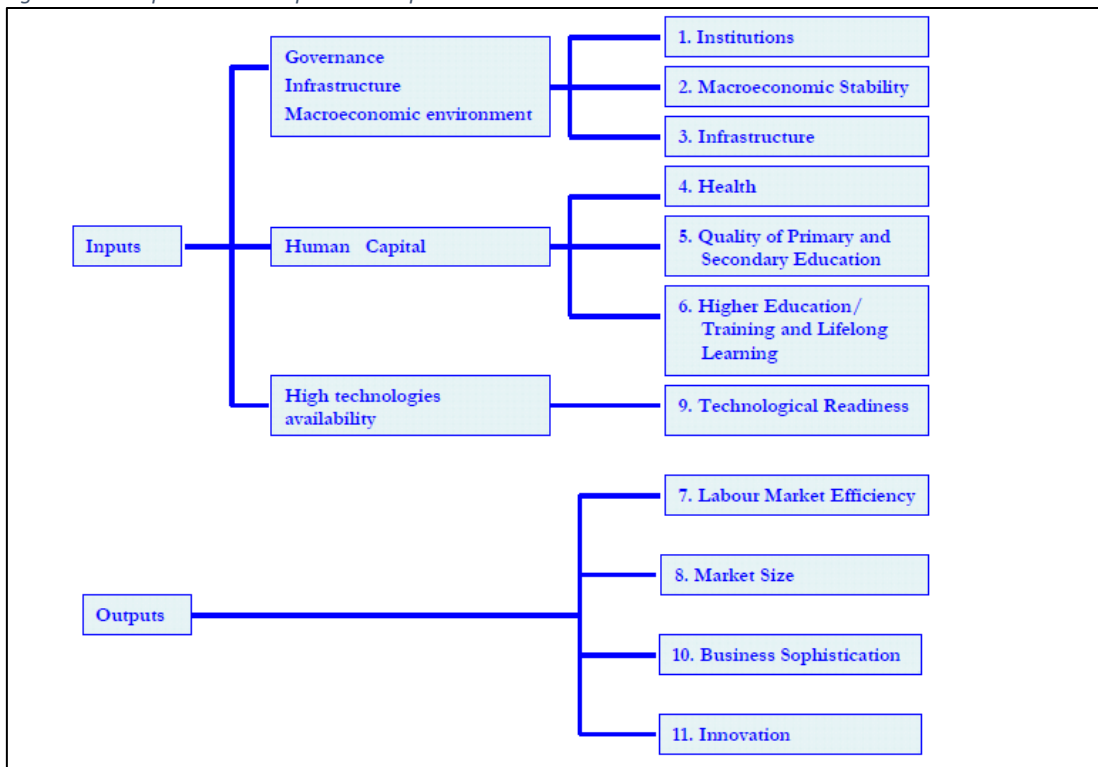 Governance
Infrastructure
Macroeconomic environment
1. Institutions
2. Macroeconomic Stability
3. Infrastructure
Inputs
Human Capital
4. Health
5. Quality of Primary and
Secondary Education
6. Higher Education/
Training and Lifelong
Learning
High technologies
availability
9. Technological Readiness
Outputs
7. Labour Market Efficiency
8. Market Size
10. Business Sophistication
11. Innovation